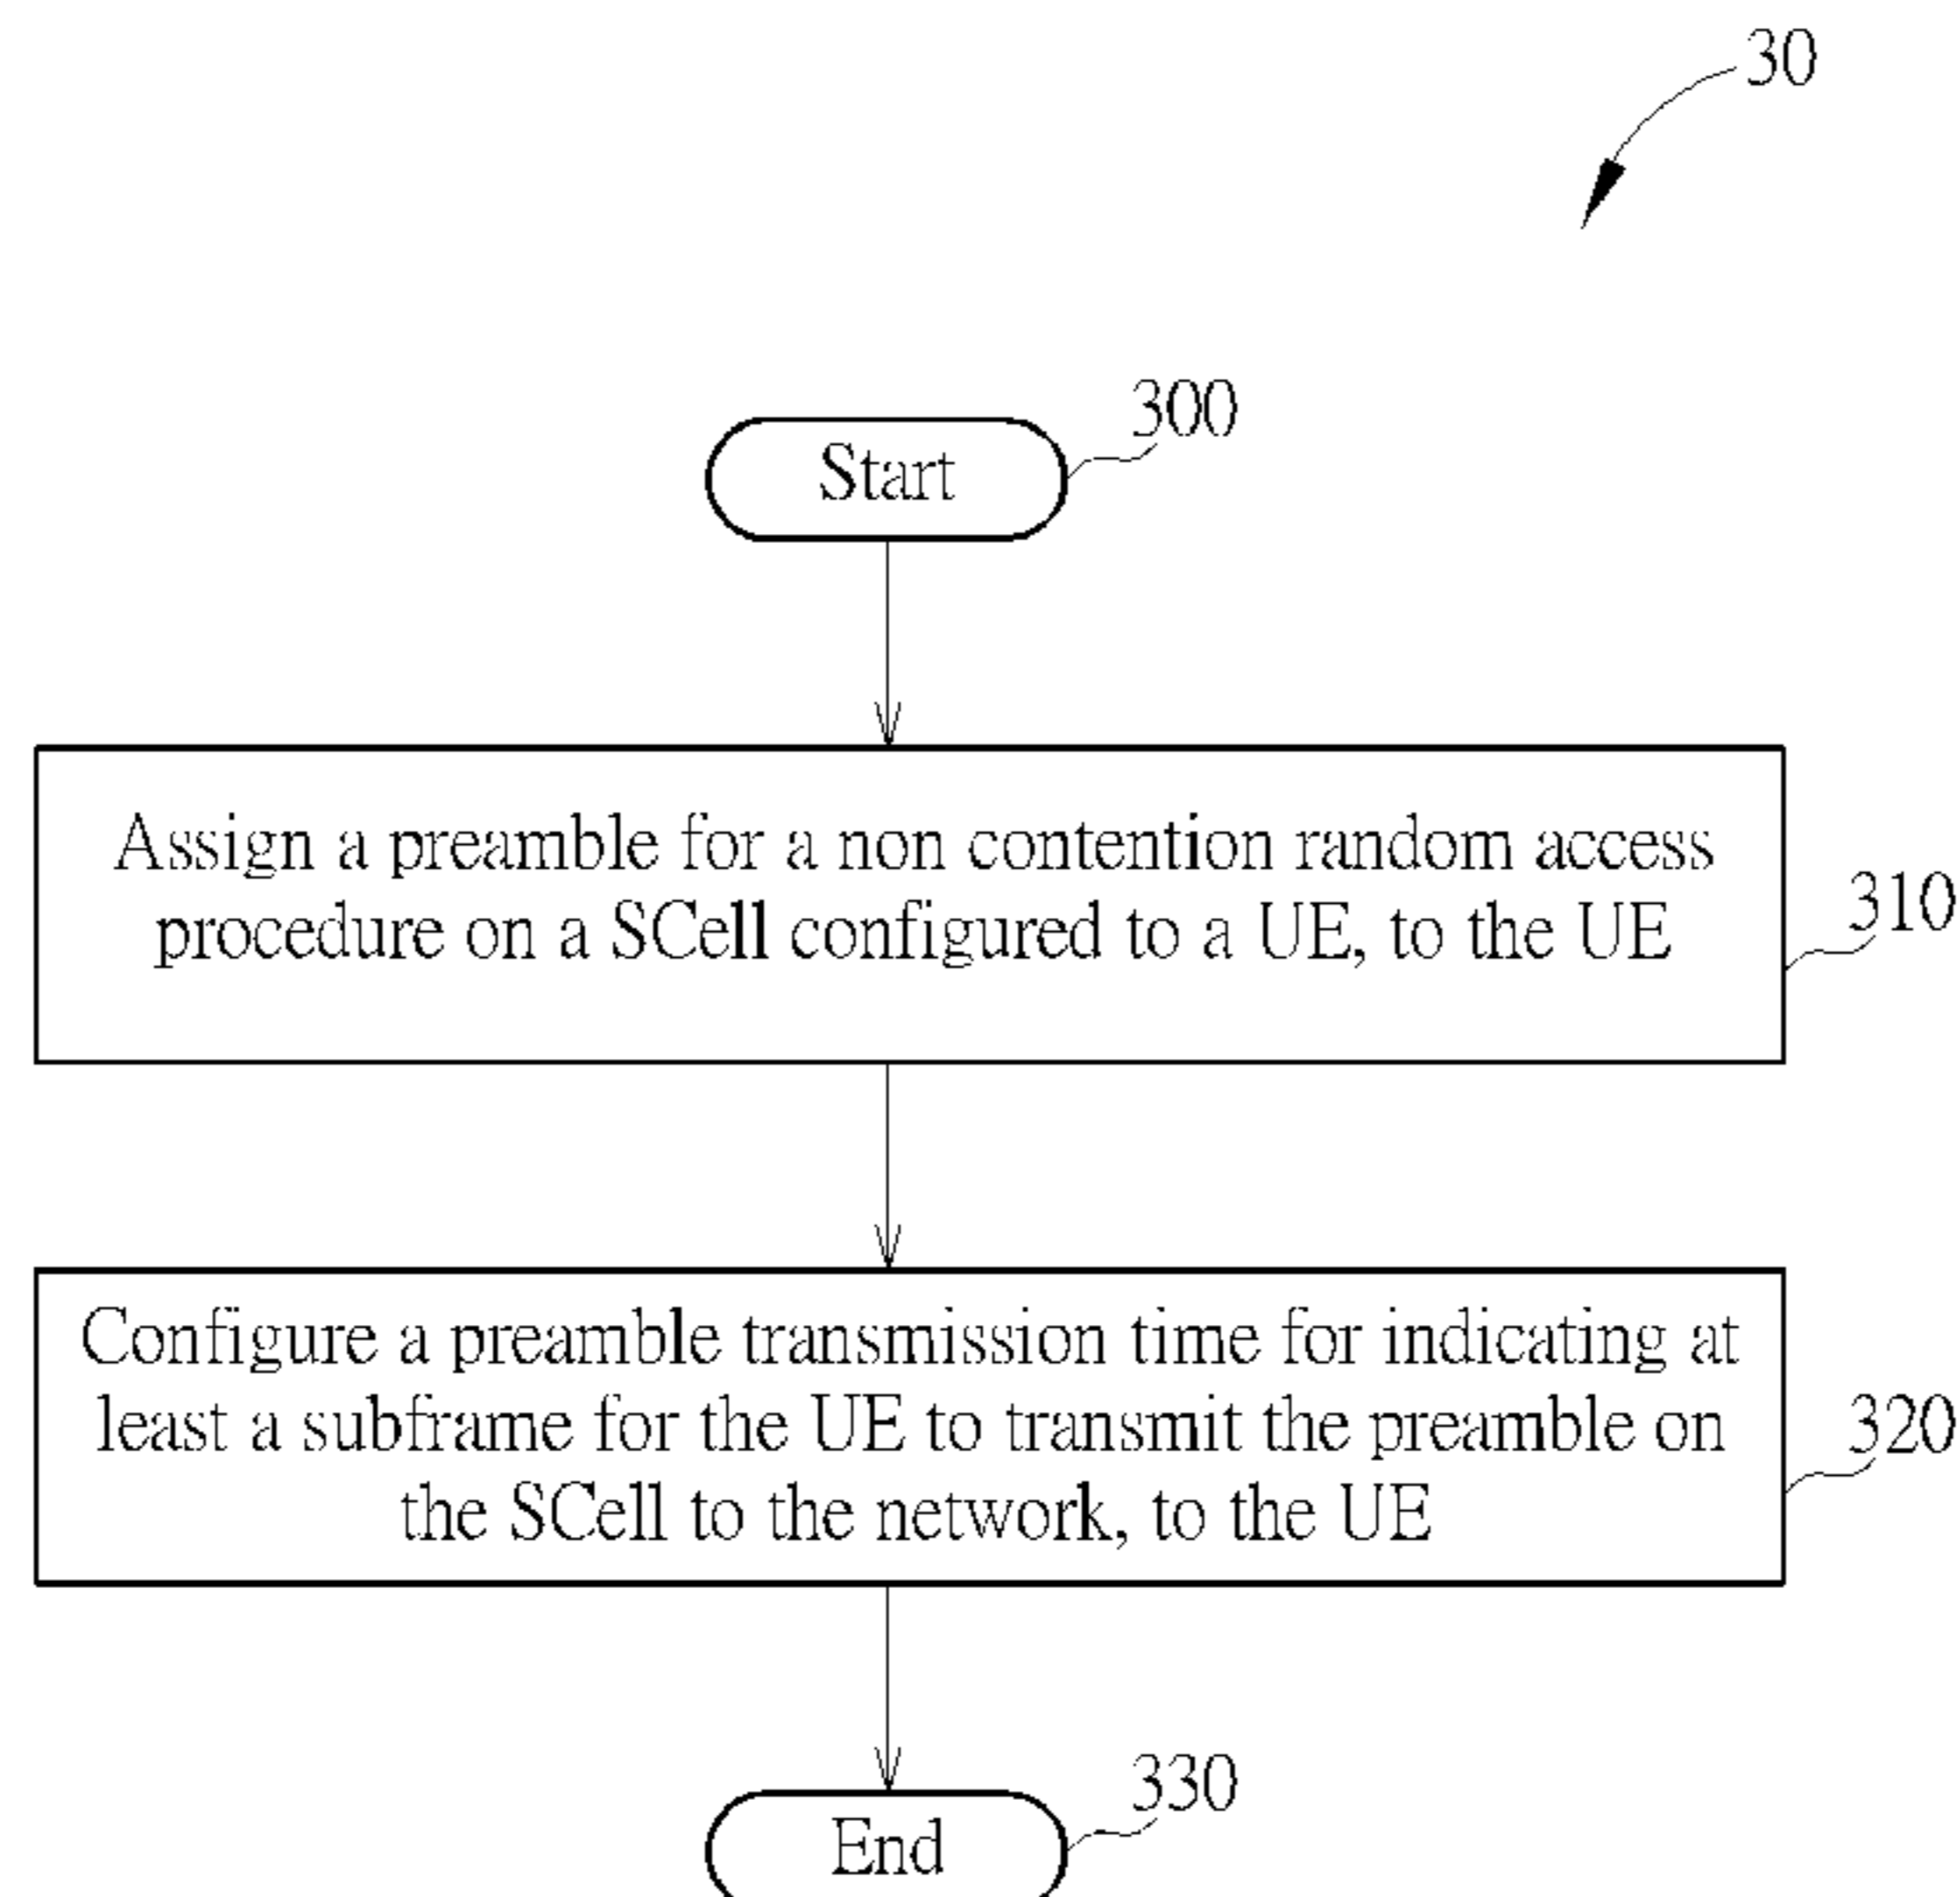 30
300
Start
Assign a preamble for a non contention random access
procedure on a SCell configured to a UE, to the UE
310
Configure a preamble transmission time for indicating at
least a subframe for the UE to transmit the preamble on
the SCell to the network, to the UE
320
330
End